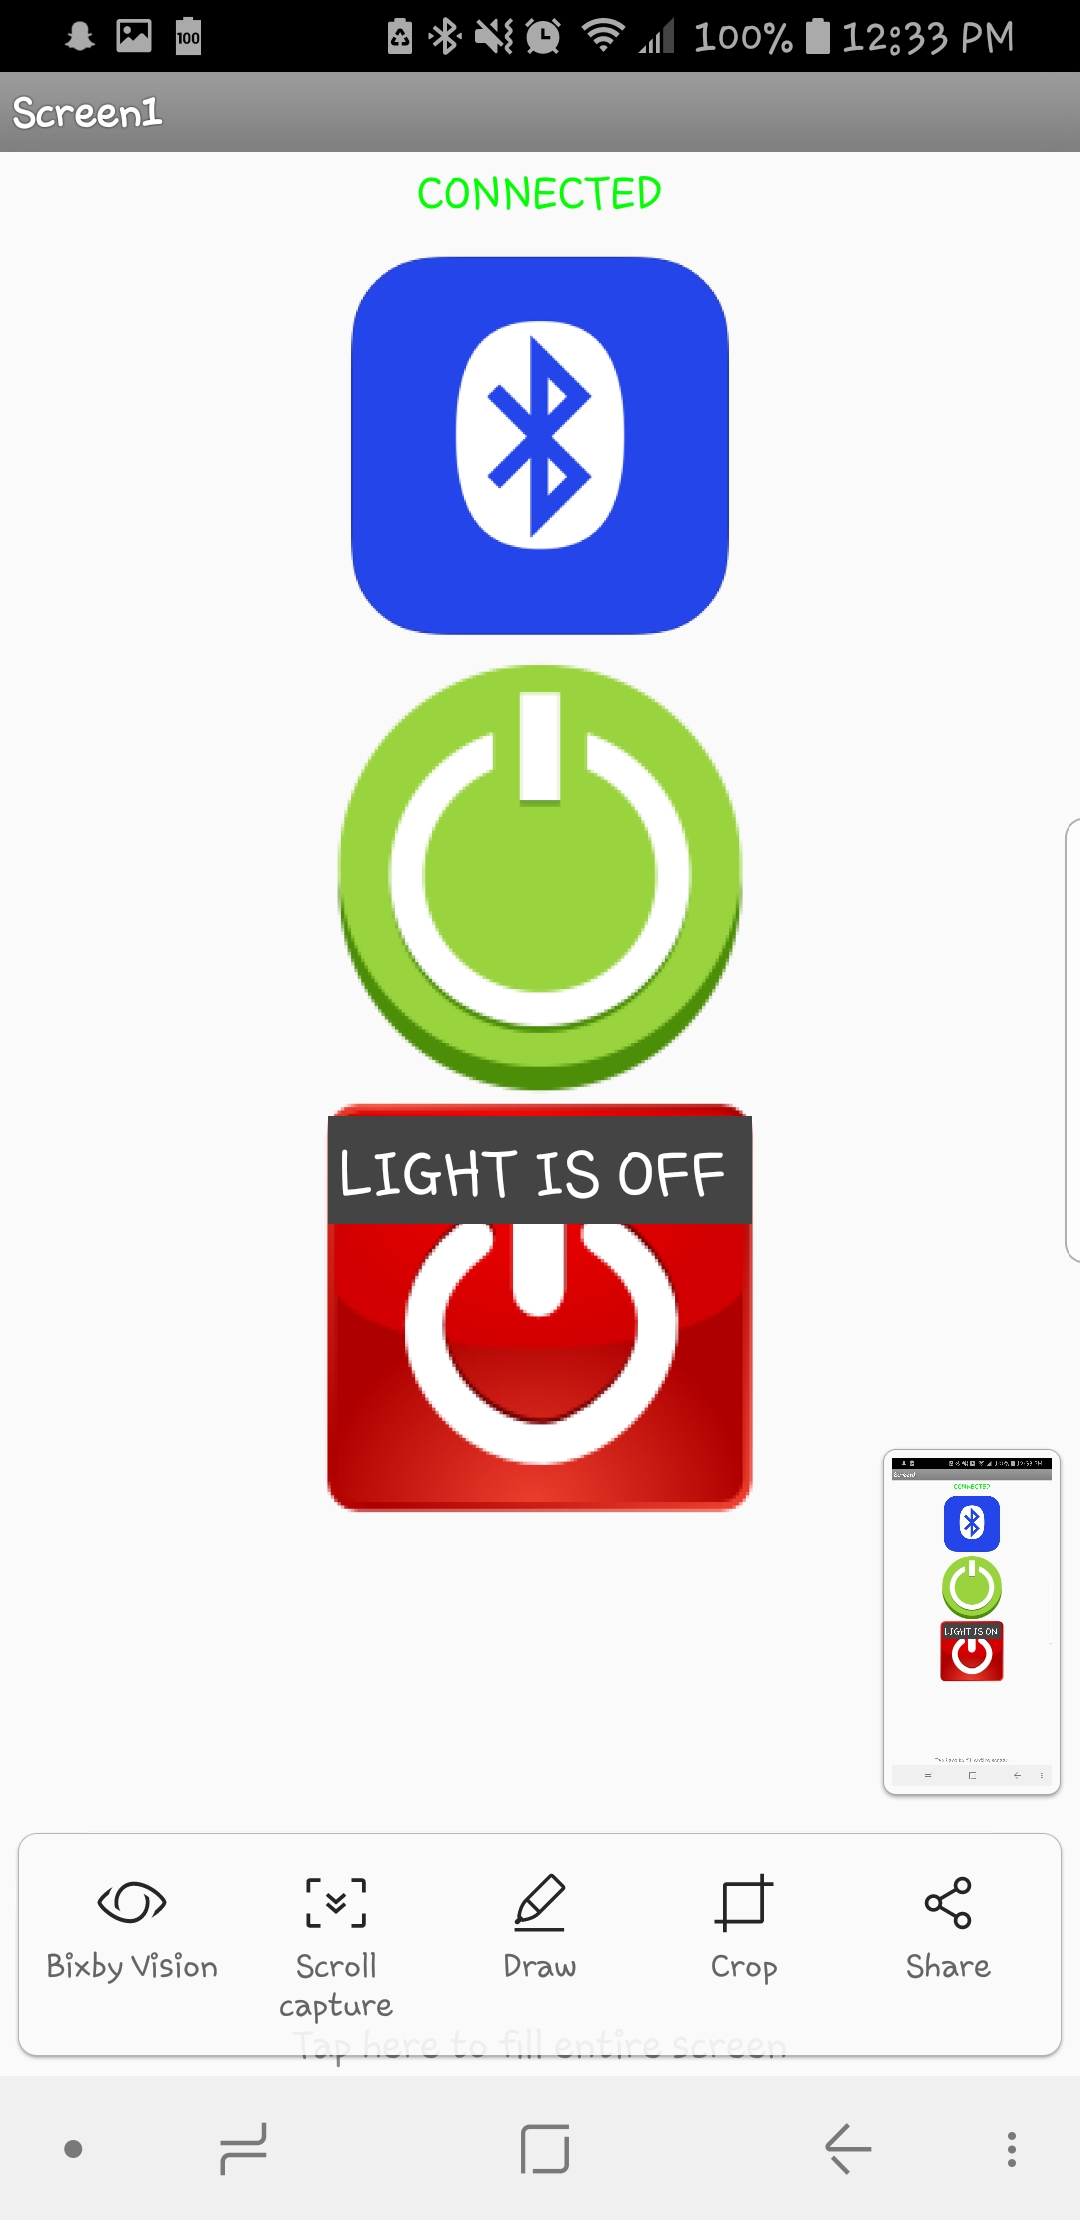 100
100% 12:33 PM
Screen1
CONNECTED
LIGHT IS OFF
Screen1
CONNECTED
LIGHT IS ON
Bixby Vision
Scroll capture
Draw
Crop
Share
Tap here to fill entire screen